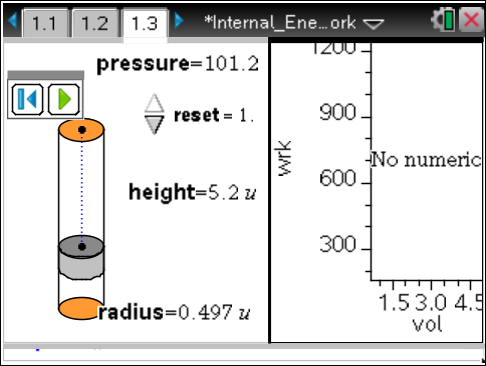 1.1 1.2 1.3 *Internal_Ene...ork
pressure=101.2
reset = 1.
height=5.2 u
radius=0.497 u
1200
900
600
300
wrk
No numeric
1.5 3.0 4.5
vol